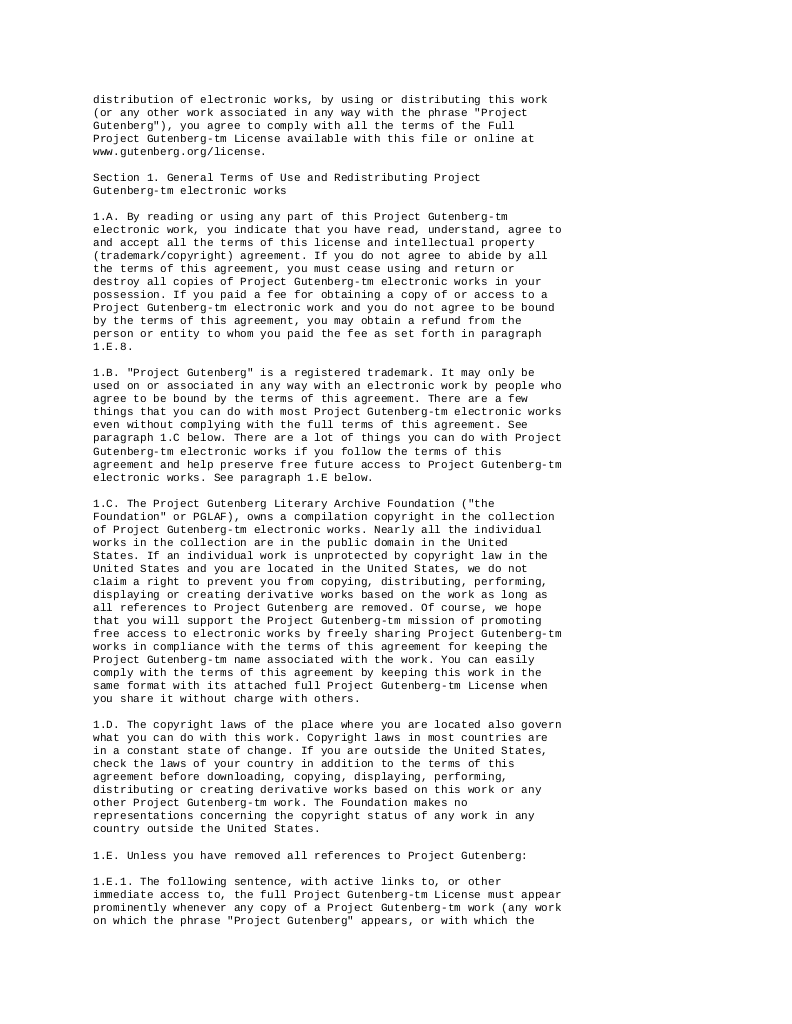 distribution of electronic works, by using or distributing this work
(or any other work associated in any way with the phrase "Project
Gutenberg"), you agree to comply with all the terms of the Full
Project Gutenberg-tm License available with this file or online at
www.gutenberg.org/license.
Section 1. General Terms of Use and Redistributing Project
Gutenberg-tm electronic works
1.A. By reading or using any part of this Project Gutenberg-tm
electronic work, you indicate that you have read, understand, agree to
and accept all the terms of this license and intellectual property
(trademark/copyright) agreement. If you do not agree to abide by all
the terms of this agreement, you must cease using and return or
destroy all copies of Project Gutenberg-tm electronic works in your
possession. If you paid a fee for obtaining a copy of or access to a
Project Gutenberg-tm electronic work and you do not agree to be bound
by the terms of this agreement, you may obtain a refund from the
person or entity to whom you paid the fee as set forth in paragraph
1.E.8.
1.B. "Project Gutenberg" is a registered trademark. It may only be
used on or associated in any way with an electronic work by people who
agree to be bound by the terms of this agreement. There are a few
things that you can do with most Project Gutenberg-tm electronic works
even without complying with the full terms of this agreement. See
paragraph 1.C below. There are a lot of things you can do with Project
Gutenberg-tm electronic works if you follow the terms of this
agreement and help preserve free future access to Project Gutenberg-tm
electronic works. See paragraph 1.E below.
1.C. The Project Gutenberg Literary Archive Foundation ("the
Foundation" or PGLAF), owns a compilation copyright in the collection
of Project Gutenberg-tm electronic works. Nearly all the individual
works in the collection are in the public domain in the United
States. If an individual work is unprotected by copyright law in the
United States and you are located in the United States, we do not
claim a right to prevent you from copying, distributing, performing,
displaying or creating derivative works based on the work as long as
all references to Project Gutenberg are removed. Of course, we hope
that you will support the Project Gutenberg-tm mission of promoting
free access to electronic works by freely sharing Project Gutenberg-tm
works in compliance with the terms of this agreement for keeping the
Project Gutenberg-tm name associated with the work. You can easily
comply with the terms of this agreement by keeping this work in the
same format with its attached full Project Gutenberg-tm License when
you share it without charge with others.
1.D. The copyright laws of the place where you are located also govern
what you can do with this work. Copyright laws in most countries are
in a constant state of change. If you are outside the United States,
check the laws of your country in addition to the terms of this
agreement before downloading, copying, displaying, performing,
distributing or creating derivative works based on this work or any
other Project Gutenberg-tm work. The Foundation makes no
representations concerning the copyright status of any work in any
country outside the United States.
1.E. Unless you have removed all references to Project Gutenberg:
1.E.1. The following sentence, with active links to, or other
immediate access to, the full Project Gutenberg-tm License must appear
prominently whenever any copy of a Project Gutenberg-tm work (any work
on which the phrase "Project Gutenberg" appears, or with which the